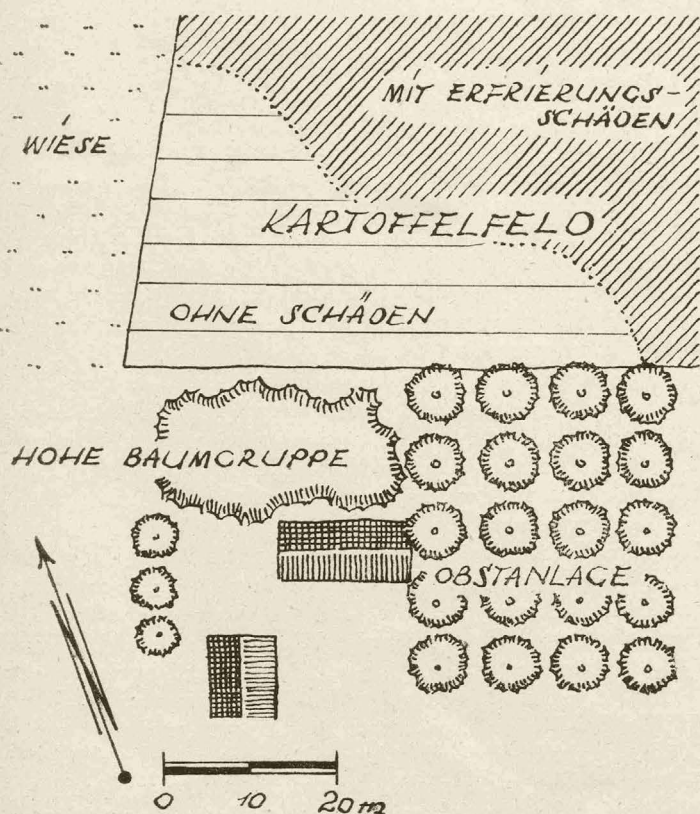 MIT ERFRIERUNGS-
SCHÄDEN
WIESE
KARTOFFELFELD
OHNE SCHÄDEN
HOHE BAUMGRUPPE
OBSTANLAGE
0 10 20 m